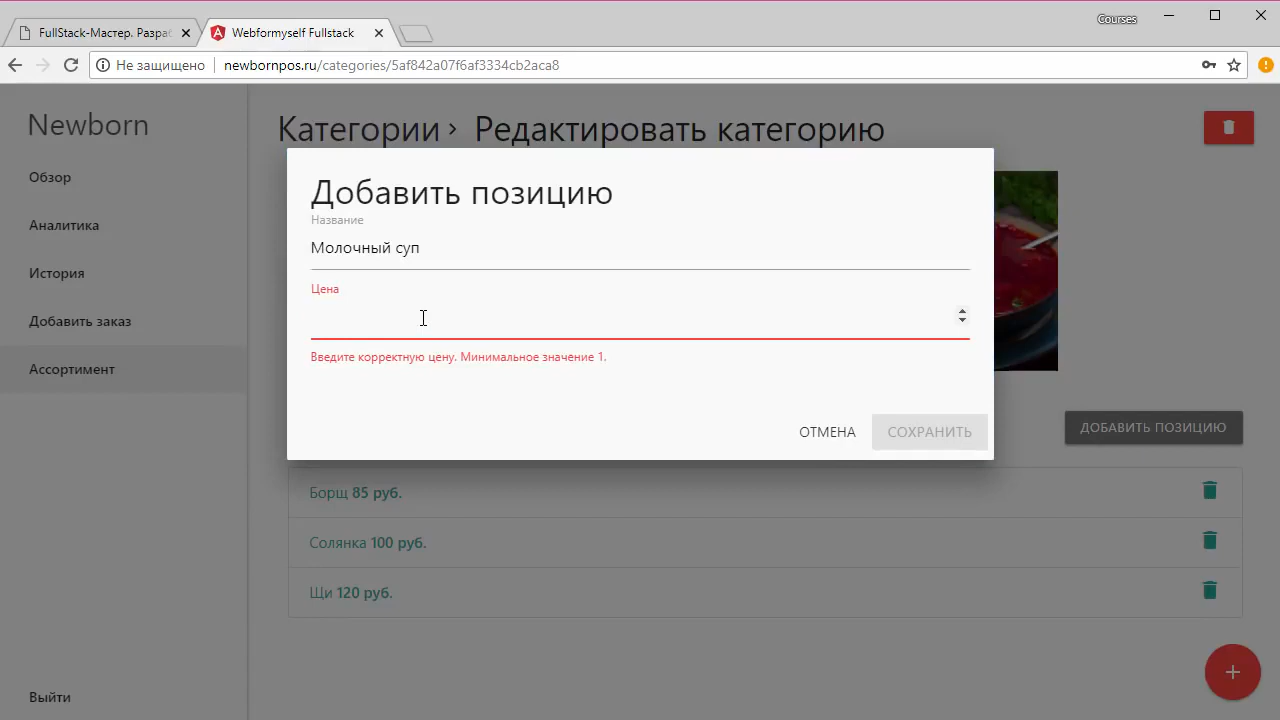 FullStack-Мастер. Разраб
Webformyself Fullstack
Courses
Не защищено
newbornpos.ru/categories/5af842a07f6af3334cb2aca8
Newborn
Обзор
Аналитика
История
Добавить заказ
Ассортимент
Выйти
Категории› Редактировать категорию
Добавить позицию
Название
Молочный суп
Цена
Введите корректную цену. Минимальное значение 1.
ОТМЕНА
СОХРАНИТЬ
ДОБАВИТЬ ПОЗИЦИЮ
Борщ 85 руб.
Солянка 100 руб.
Щи 120 руб.